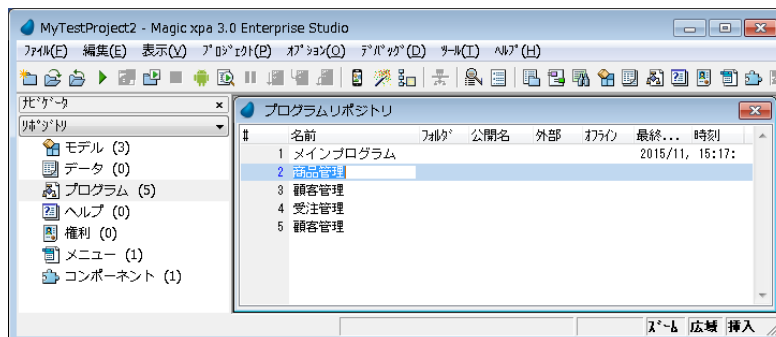 MyTestProject2 - Magic xpa 3.0 Enterprise Studio
ファイル(F) 編集(E) 表示(V) プロジェクト(P) オプション(O) デバッグ(D) ツール(T) ヘルプ(H)
ナビゲータ
リポジトリ
モデル (3)
データ (0)
プログラム (5)
ヘルプ (0)
権利 (0)
メニュー (1)
コンポーネント (1)
プログラムリポジトリ
# 名前 フォルダ 公開名 外部 オフライン 最終... 時刻
1 メインプログラム 2015/11, 15:17:
2 商品管理
3 顧客管理
4 受注管理
5 顧客管理
ズーム 広域 挿入